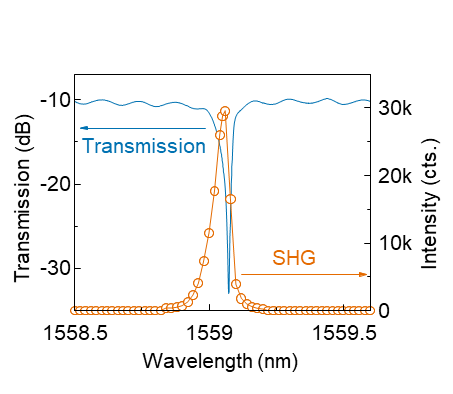 Transmission (dB)
-10
-20
-30
Transmission
SHG
30k
20k
10k
0
Intensity (cts.)
1558.5
1559
1559.5
Wavelength (nm)